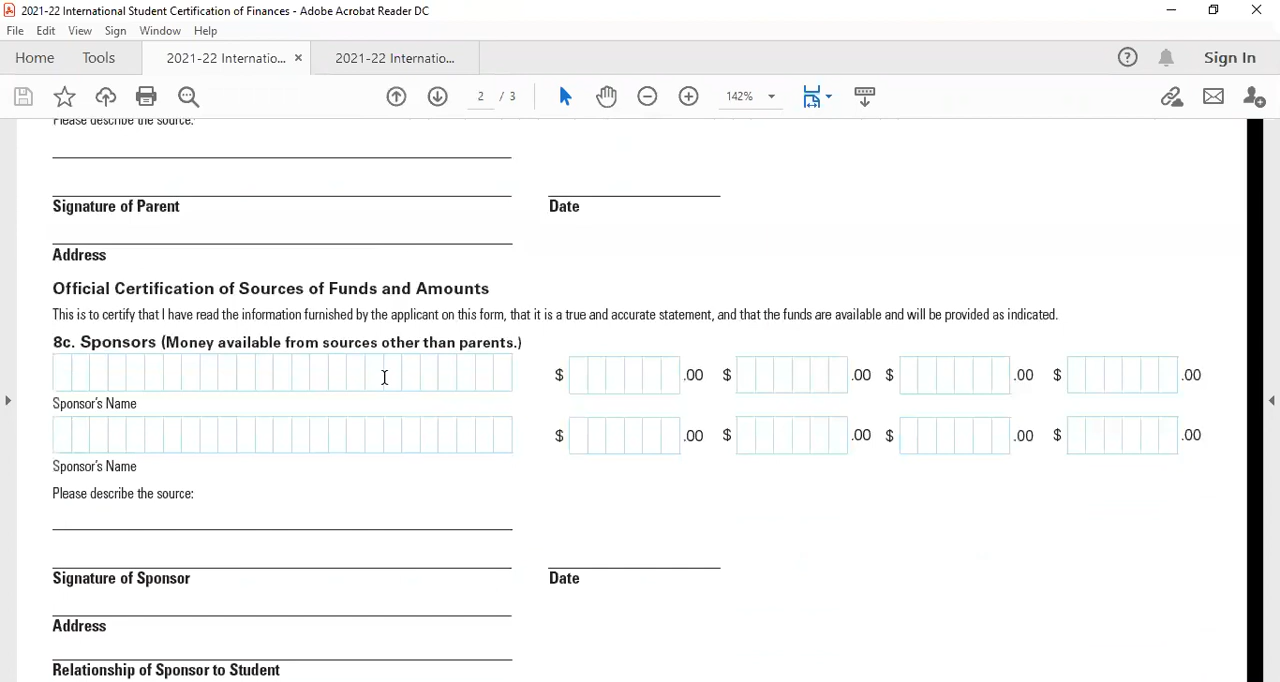 2021-22 International Student Certification of Finances - Adobe Acrobat Reader DC
File Edit View Sign Window Help
Home Tools 2021-22 Internatio... × 2021-22 Internatio... Sign In
2 / 3 142%
Please describe the source:
Signature of Parent Date
Address
Official Certification of Sources of Funds and Amounts
This is to certify that I have read the information furnished by the applicant on this form, that it is a true and accurate statement, and that the funds are available and will be provided as indicated.
8c. Sponsors (Money available from sources other than parents.)
$ .00 $ .00 $ .00 $ .00
Sponsor's Name
$ .00 $ .00 $ .00 $ .00
Sponsor's Name
Please describe the source:
Signature of Sponsor Date
Address
Relationship of Sponsor to Student